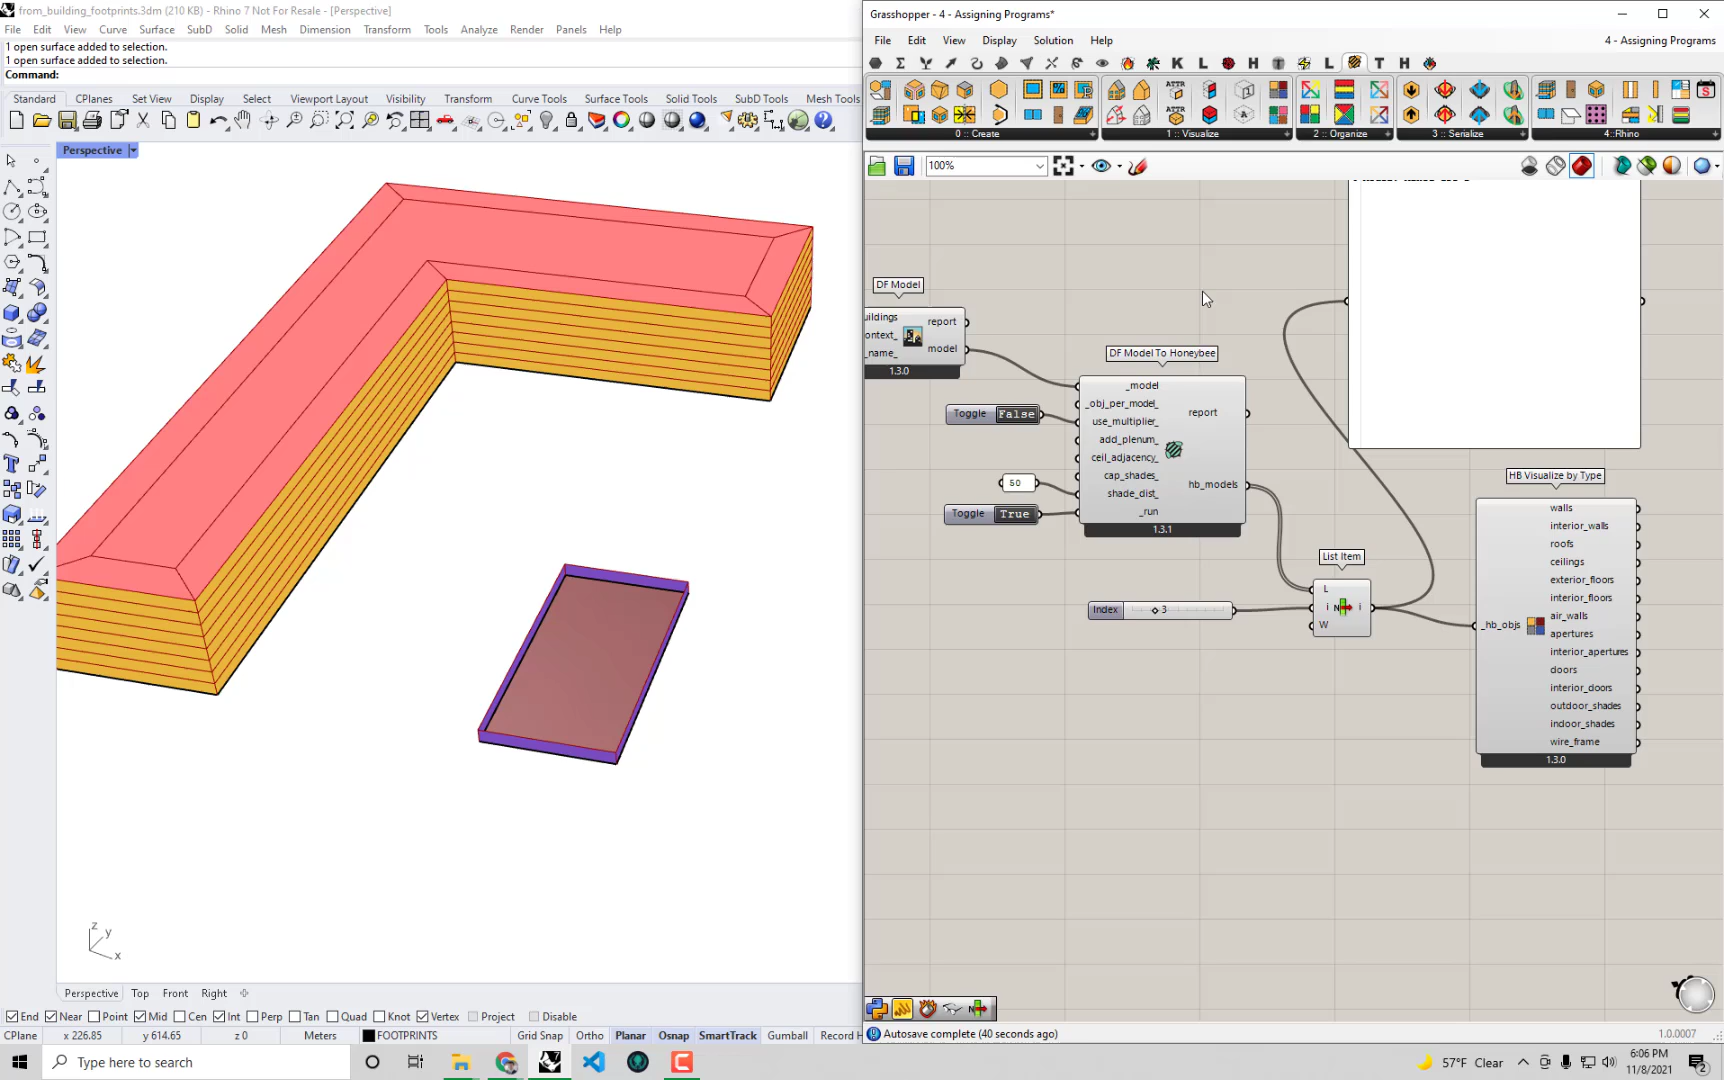 from_building_footprints.3dm (210 KB) - Rhino 7 Not For Resale - [Perspective]
File Edit View Curve Surface SubD Solid Mesh Dimension Transform Tools Analyze Render Panels Help
1 open surface added to selection.
1 open surface added to selection.
Command:
Standard CPlanes Set View Display Select Viewport Layout Visibility Transform Curve Tools Surface Tools Solid Tools SubD Tools Mesh Tools
Perspective
z
y
x
Perspective Top Front Right
End Near Point Mid Cen Int Perp Tan Quad Knot Vertex Project Disable
CPlane x 226.85 y 614.65 z 0 Meters FOOTPRINTS Grid Snap Ortho Planar Osnap SmartTrack Gumball Record H
Grasshopper - 4 - Assigning Programs*
File Edit View Display Solution Help
4 - Assigning Programs
K L H L T H
ATTR
ATTR
0 :: Create 1 :: Visualize 2 :: Organize 3 :: Serialize 4::Rhino
100%
DF Model
uildings
ontext_
_name_
report
model
1.3.0
DF Model To Honeybee
_model
_obj_per_model_
use_multiplier_
add_plenum_
ceil_adjacency_
cap_shades_
shade_dist_
_run
report
hb_models
1.3.1
Toggle False
50
Toggle True
Index 3
List Item
L
i
W
N
i
HB Visualize by Type
_hb_objs
walls
interior_walls
roofs
ceilings
exterior_floors
interior_floors
air_walls
apertures
interior_apertures
doors
interior_doors
outdoor_shades
indoor_shades
wire_frame
1.3.0
Autosave complete (40 seconds ago)
1.0.0007
Type here to search
57°F Clear
6:06 PM
11/8/2021
2